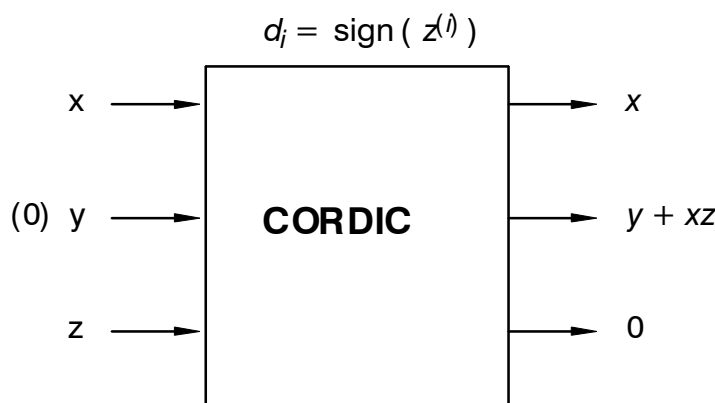 d_i = sign ( z^(i) )
x x
(0) y CORDIC y + xz
z 0